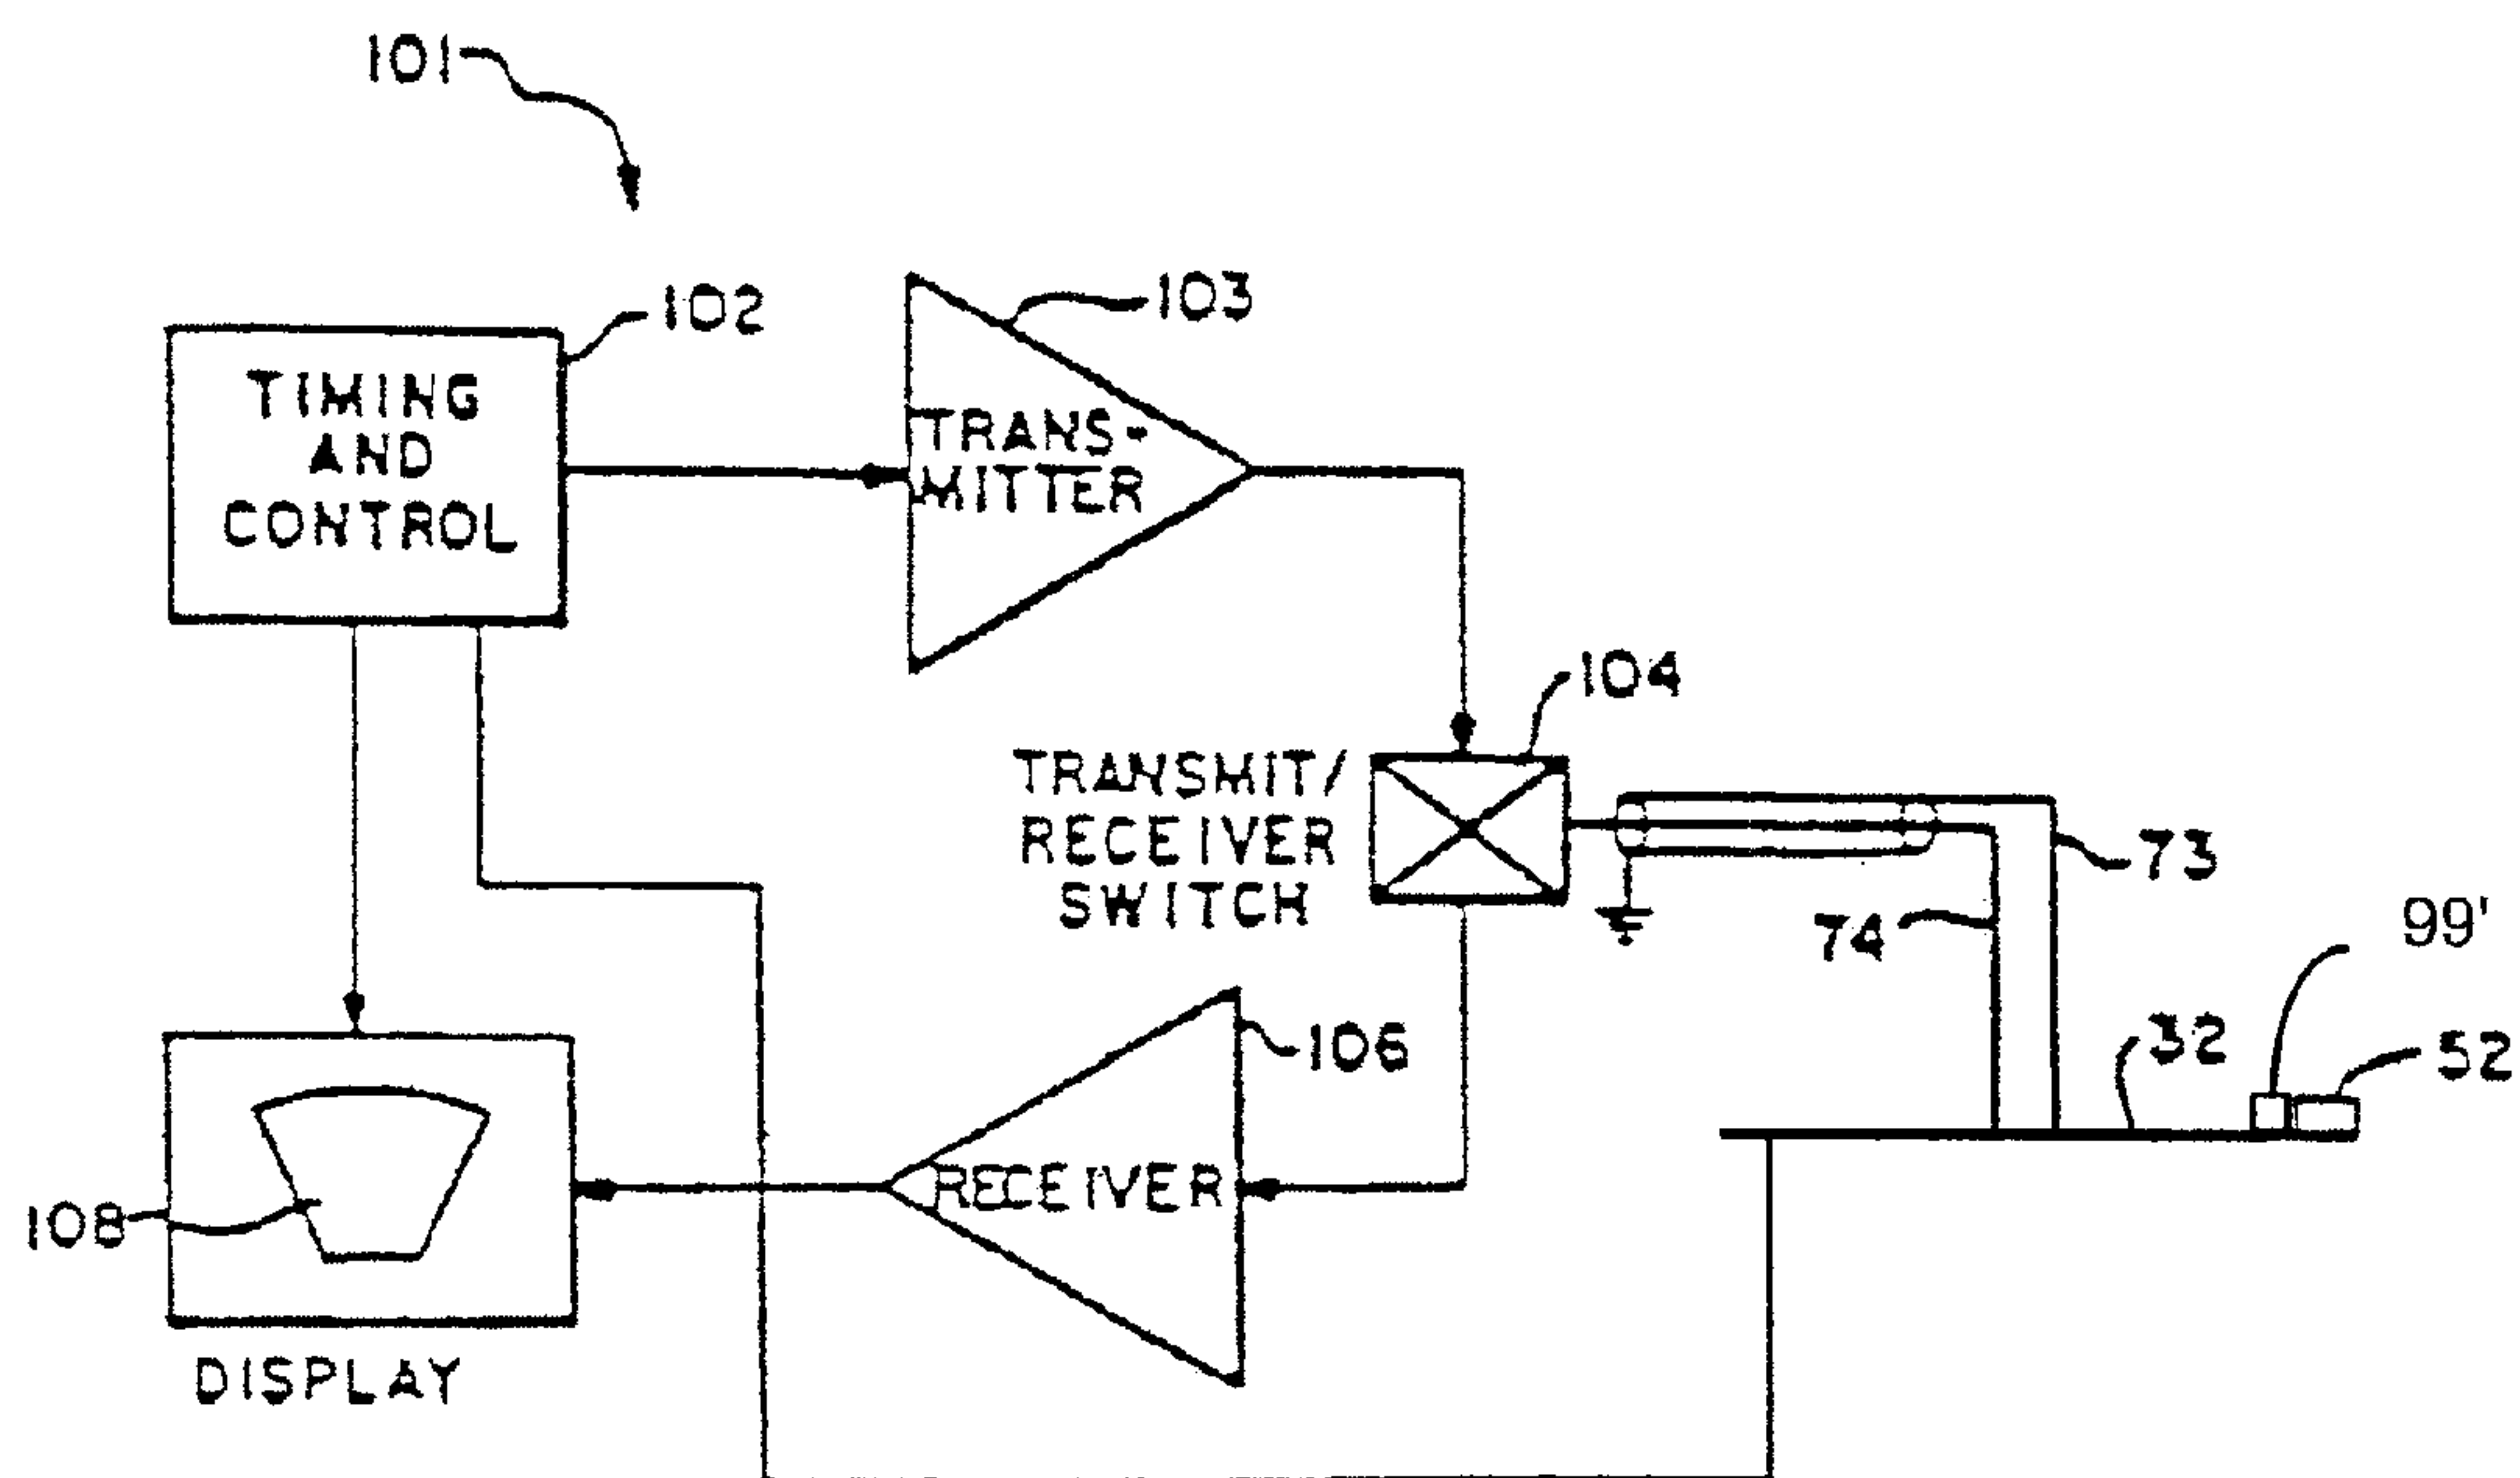 101
102
103
TIMING
AND
CONTROL
TRANS-
MITTER
104
TRANSMIT/
RECEIVER
SWITCH
73
74
99'
32
52
106
RECEIVER
108
DISPLAY